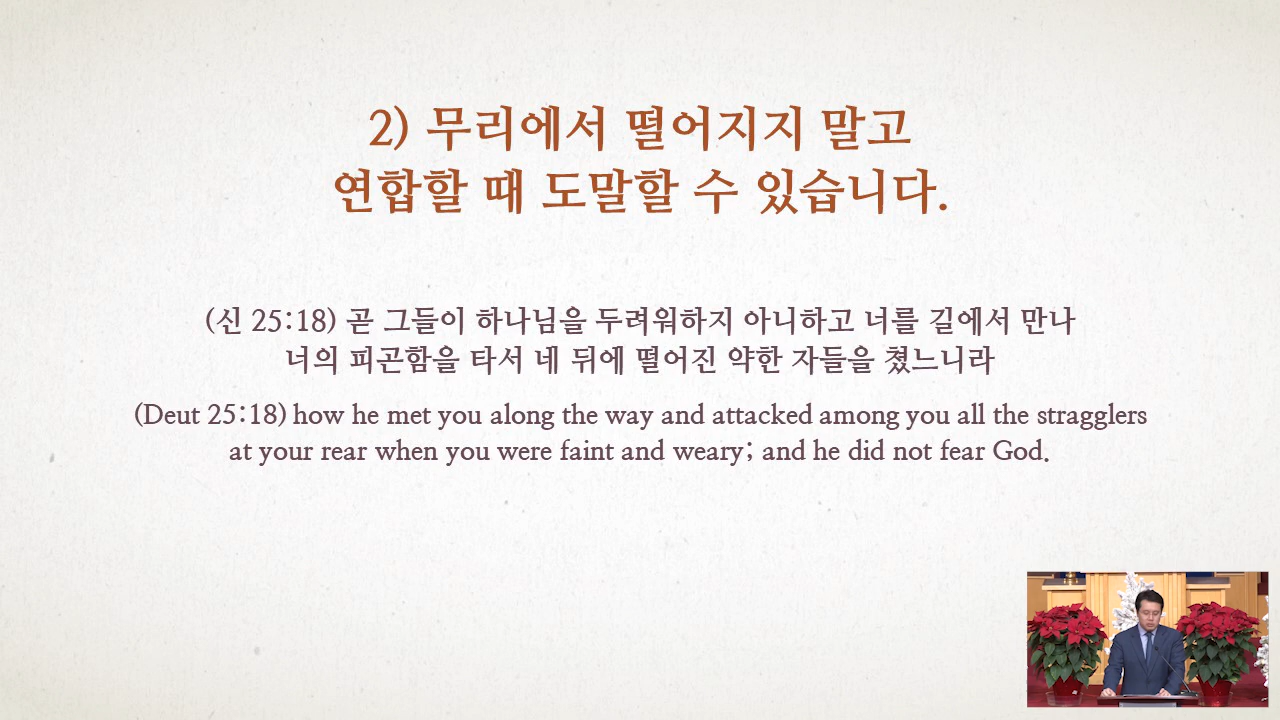 2) 무리에서 떨어지지 말고
연합할 때 도말할 수 있습니다.
(신 25:18) 곧 그들이 하나님을 두려워하지 아니하고 너를 길에서 만나
너의 피곤함을 타서 네 뒤에 떨어진 약한 자들을 쳤느니라
(Deut 25:18) how he met you along the way and attacked among you all the stragglers
at your rear when you were faint and weary; and he did not fear God.